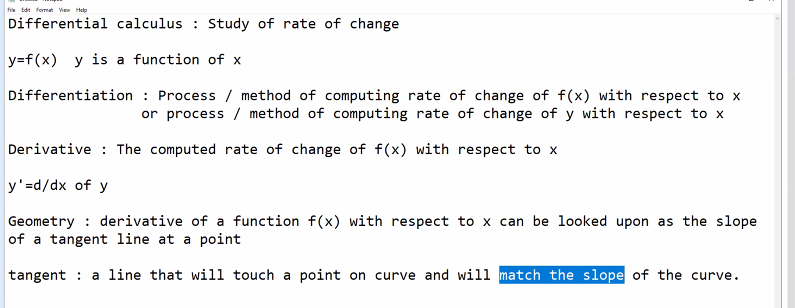 File Edit Format View Help
Differential calculus : Study of rate of change
y=f(x) y is a function of x
Differentiation : Process / method of computing rate of change of f(x) with respect to x
or process / method of computing rate of change of y with respect to x
Derivative : The computed rate of change of f(x) with respect to x
y'=d/dx of y
Geometry : derivative of a function f(x) with respect to x can be looked upon as the slope
of a tangent line at a point
tangent : a line that will touch a point on curve and will match the slope of the curve.